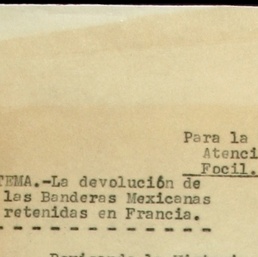 Para la
Atenci
Focil.
TEMA.-La devolución de
las Banderas Mexicanas
retenidas en Francia.
- - - - - - - - - - - - -